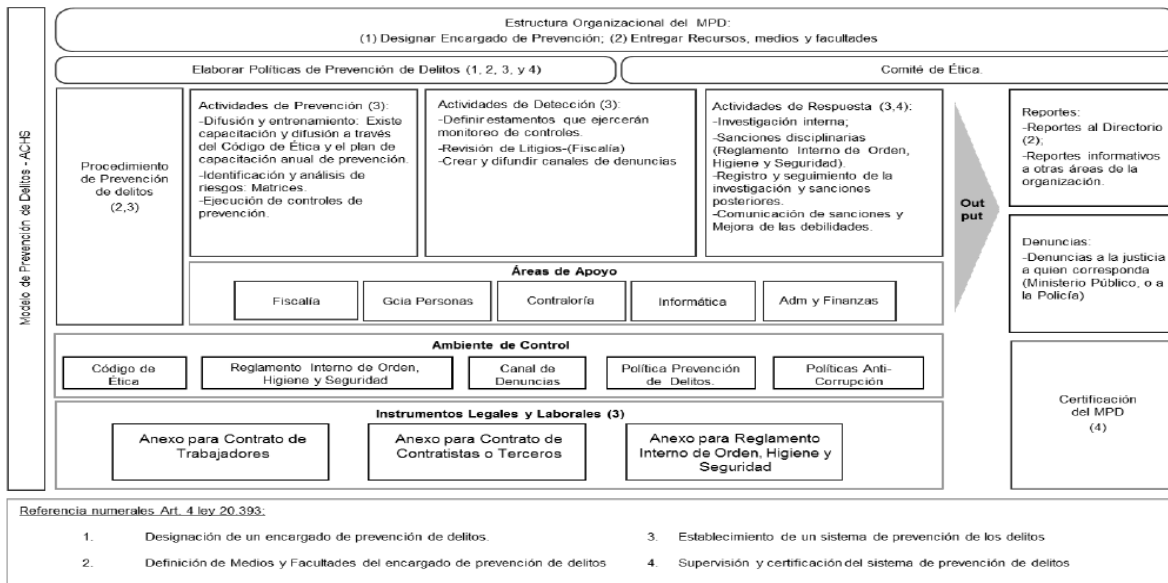 Modelo de Prevención de Delitos - ACHS
Estructura Organizacional del MPD:
(1) Designar Encargado de Prevención; (2) Entregar Recursos, medios y facultades
Elaborar Políticas de Prevención de Delitos (1, 2, 3, y 4)
Comité de Ética.
Procedimiento
de Prevención
de delitos
(2,3)
Actividades de Prevención (3):
-Difusión y entrenamiento: Existe
capacitación y difusión a través
del Código de Ética y el plan de
capacitación anual de prevención.
-Identificación y análisis de
riesgos: Matrices.
-Ejecución de controles de
prevención.
Actividades de Detección (3):
-Definir estamentos que ejercerán
monitoreo de controles.
-Revisión de Litigios-(Fiscalía)
-Crear y difundir canales de denuncias
Actividades de Respuesta (3,4):
-Investigación interna;
-Sanciones disciplinarias
(Reglamento Interno de Orden,
Higiene y Seguridad).
-Registro y seguimiento de la
investigación y sanciones
posteriores.
-Comunicación de sanciones y
Mejora de las debilidades.
Out
put
Reportes:
-Reportes al Directorio
(2);
-Reportes informativos
a otras áreas de la
organización.
Denuncias:
-Denuncias a la justicia
a quien corresponda
(Ministerio Público, o a
la Policía)
Áreas de Apoyo
Fiscalía
Gcia Personas
Contraloría
Informática
Adm y Finanzas
Ambiente de Control
Código de
Ética
Reglamento Interno de Orden,
Higiene y Seguridad
Canal de
Denuncias
Política Prevención
de Delitos.
Políticas Anti-
Corrupción
Certificación
del MPD
(4)
Instrumentos Legales y Laborales (3)
Anexo para Contrato de
Trabajadores
Anexo para Contrato de
Contratistas o Terceros
Anexo para Reglamento
Interno de Orden, Higiene y
Seguridad
Referencia numerales Art. 4 ley 20.393:
1. Designación de un encargado de prevención de delitos.
2. Definición de Medios y Facultades del encargado de prevención de delitos
3. Establecimiento de un sistema de prevención de los delitos
4. Supervisión y certificación del sistema de prevención de delitos